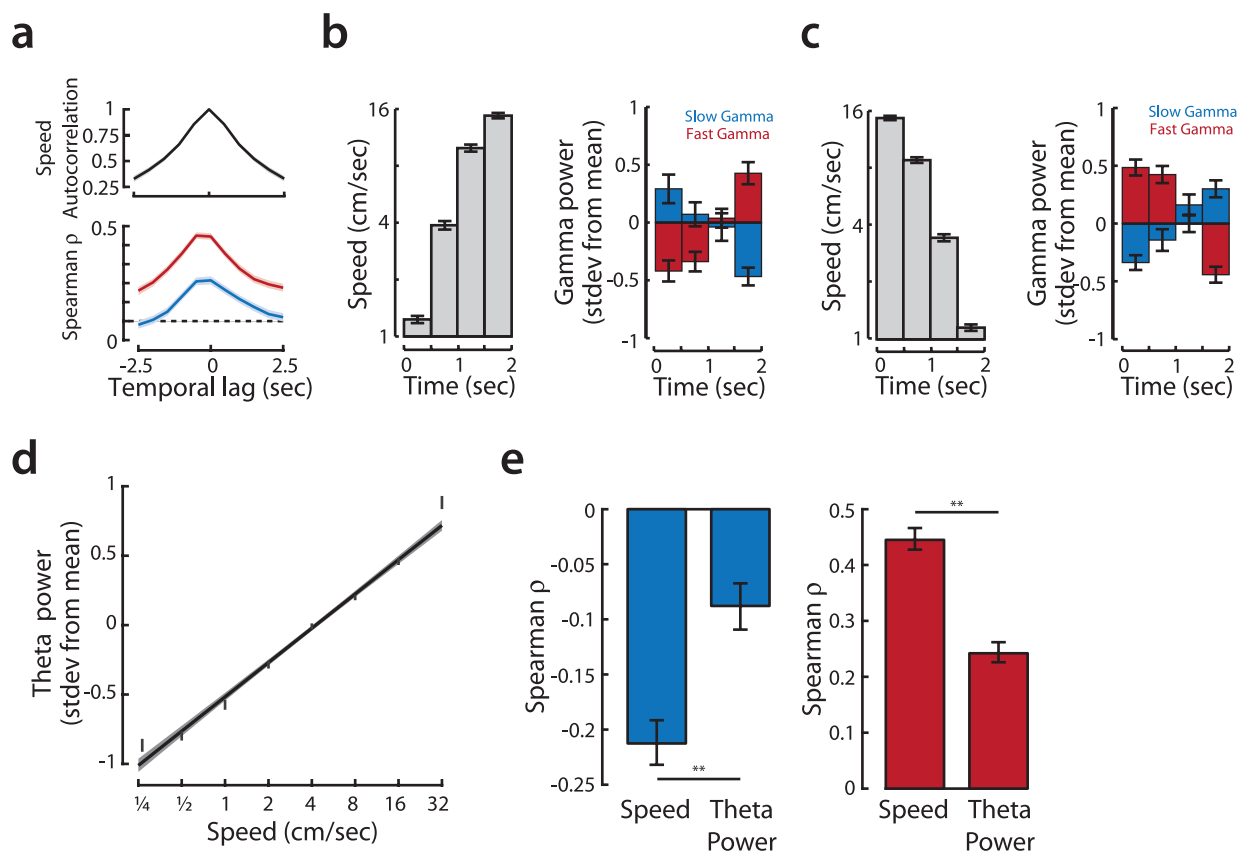 a
Speed
Autocorrelation
1
0.75
0.5
0.25
Spearman ρ
0.5
0
-2.5
0
2.5
Temporal lag (sec)
b
Speed (cm/sec)
16
4
1
0 1 2
Time (sec)
Gamma power
(stdev from mean)
Slow Gamma
Fast Gamma
1
0.5
0
-0.5
-1
0 1 2
Time (sec)
c
Speed (cm/sec)
16
4
1
0 1 2
Time (sec)
Gamma power
(stdev from mean)
Slow Gamma
Fast Gamma
1
0.5
0
-0.5
-1
0 1 2
Time (sec)
d
Theta power
(stdev from mean)
1
0.5
0
-0.5
-1
¼ ½ 1 2 4 8 16 32
Speed (cm/sec)
e
Spearman ρ
0
-0.05
-0.1
-0.15
-0.2
-0.25
**
Speed Theta
Power
Spearman ρ
0.5
0.4
0.3
0.2
0.1
0
**
Speed Theta
Power